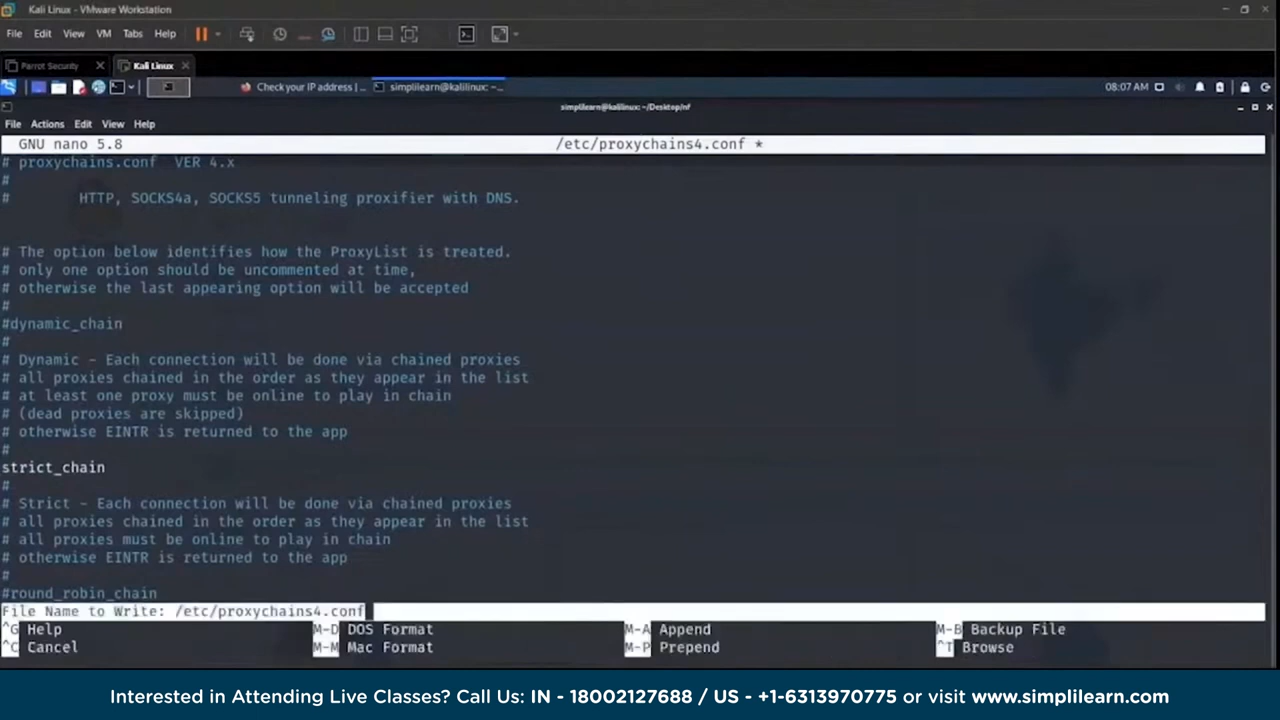 Kali Linux - VMware Workstation
File Edit View VM Tabs Help
Parrot Security Kali Linux
Check your IP address | ... simplilearn@kalilinux: ~... 08:07 AM
simplilearn@kalilinux: ~/Desktop/nf
File Actions Edit View Help
GNU nano 5.8 /etc/proxychains4.conf *
# proxychains.conf VER 4.x
#
# HTTP, SOCKS4a, SOCKS5 tunneling proxifier with DNS.
# The option below identifies how the ProxyList is treated.
# only one option should be uncommented at time,
# otherwise the last appearing option will be accepted
#
#dynamic_chain
#
# Dynamic - Each connection will be done via chained proxies
# all proxies chained in the order as they appear in the list
# at least one proxy must be online to play in chain
# (dead proxies are skipped)
# otherwise EINTR is returned to the app
#
strict_chain
#
# Strict - Each connection will be done via chained proxies
# all proxies chained in the order as they appear in the list
# all proxies must be online to play in chain
# otherwise EINTR is returned to the app
#
#round_robin_chain
File Name to Write: /etc/proxychains4.conf
^G Help M-D DOS Format M-A Append M-B Backup File
^C Cancel M-M Mac Format M-P Prepend ^T Browse
Interested in Attending Live Classes? Call Us: IN - 18002127688 / US - +1-6313970775 or visit www.simplilearn.com